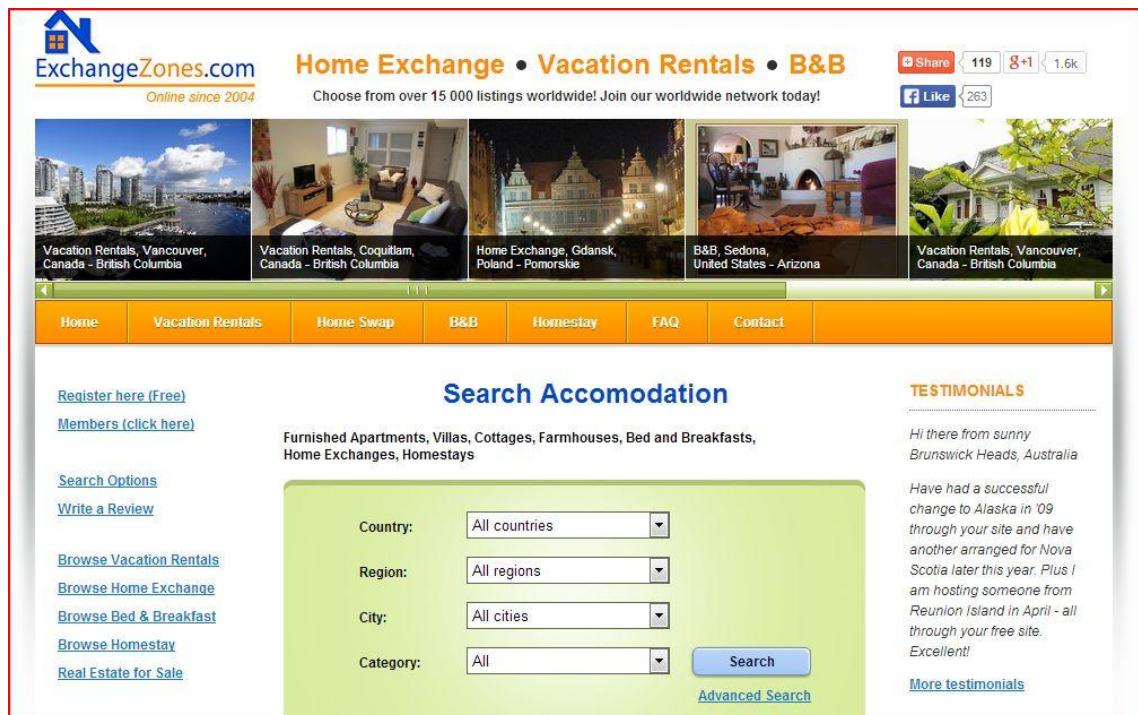 ExchangeZones.com
Online since 2004
Home Exchange • Vacation Rentals • B&B
Choose from over 15 000 listings worldwide! Join our worldwide network today!
Share 119 g+1 1.6k
Like 263
Vacation Rentals, Vancouver,
Canada - British Columbia
Vacation Rentals, Coquitlam,
Canada - British Columbia
Home Exchange, Gdansk,
Poland - Pomorskie
B&B, Sedona,
United States - Arizona
Vacation Rentals, Vancouver,
Canada - British Columbia
Home Vacation Rentals Home Swap B&B Homestay FAQ Contact
Register here (Free)
Members (click here)
Search Options
Write a Review
Browse Vacation Rentals
Browse Home Exchange
Browse Bed & Breakfast
Browse Homestay
Real Estate for Sale
Search Accomodation
Furnished Apartments, Villas, Cottages, Farmhouses, Bed and Breakfasts,
Home Exchanges, Homestays
Country: All countries
Region: All regions
City: All cities
Category: All
Search
Advanced Search
TESTIMONIALS
Hi there from sunny
Brunswick Heads, Australia
Have had a successful
change to Alaska in '09
through your site and have
another arranged for Nova
Scotia later this year. Plus I
am hosting someone from
Reunion Island in April - all
through your free site.
Excellent!
More testimonials